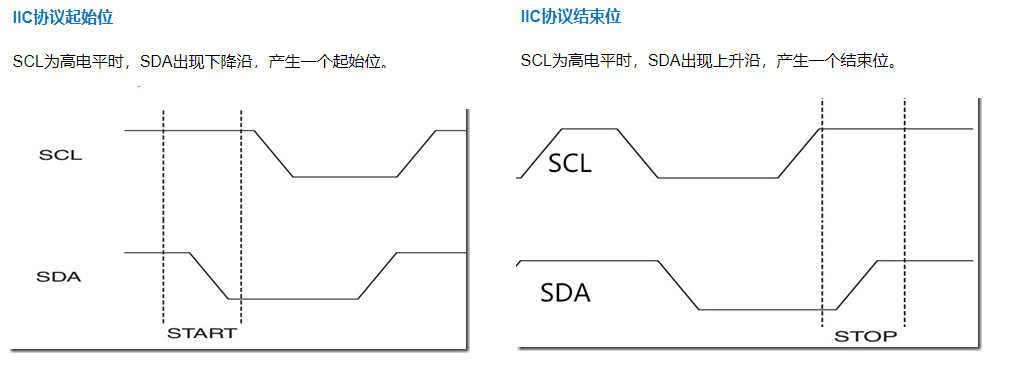 IIC协议起始位
SCL为高电平时，SDA出现下降沿，产生一个起始位。
SCL
SDA
START
IIC协议结束位
SCL为高电平时，SDA出现上升沿，产生一个结束位。
SCL
SDA
STOP